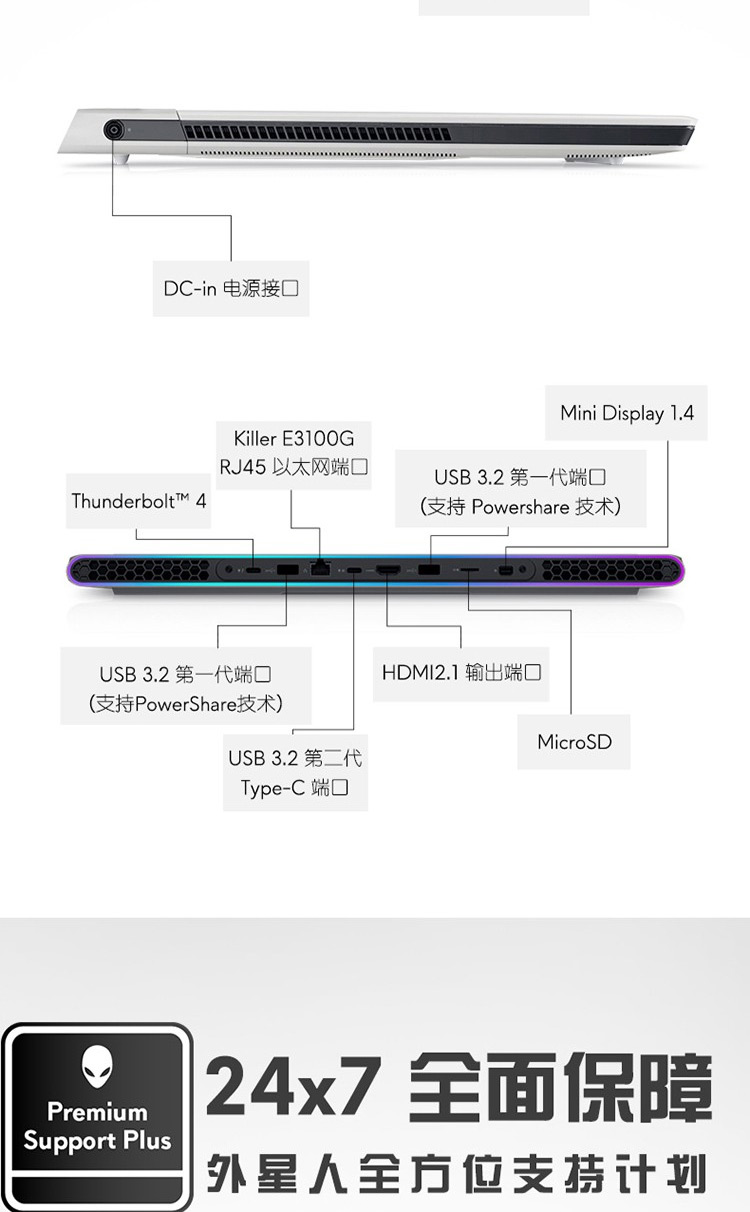 DC-in 电源接口
Mini Display 1.4
Killer E3100G
RJ45 以太网端口
USB 3.2 第一代端口
(支持 Powershare 技术)
Thunderbolt™ 4
USB 3.2 第一代端口
(支持PowerShare技术)
HDMI2.1 输出端口
MicroSD
USB 3.2 第二代
Type-C 端口
24x7 全面保障
Premium
Support Plus
外星人全方位支持计划